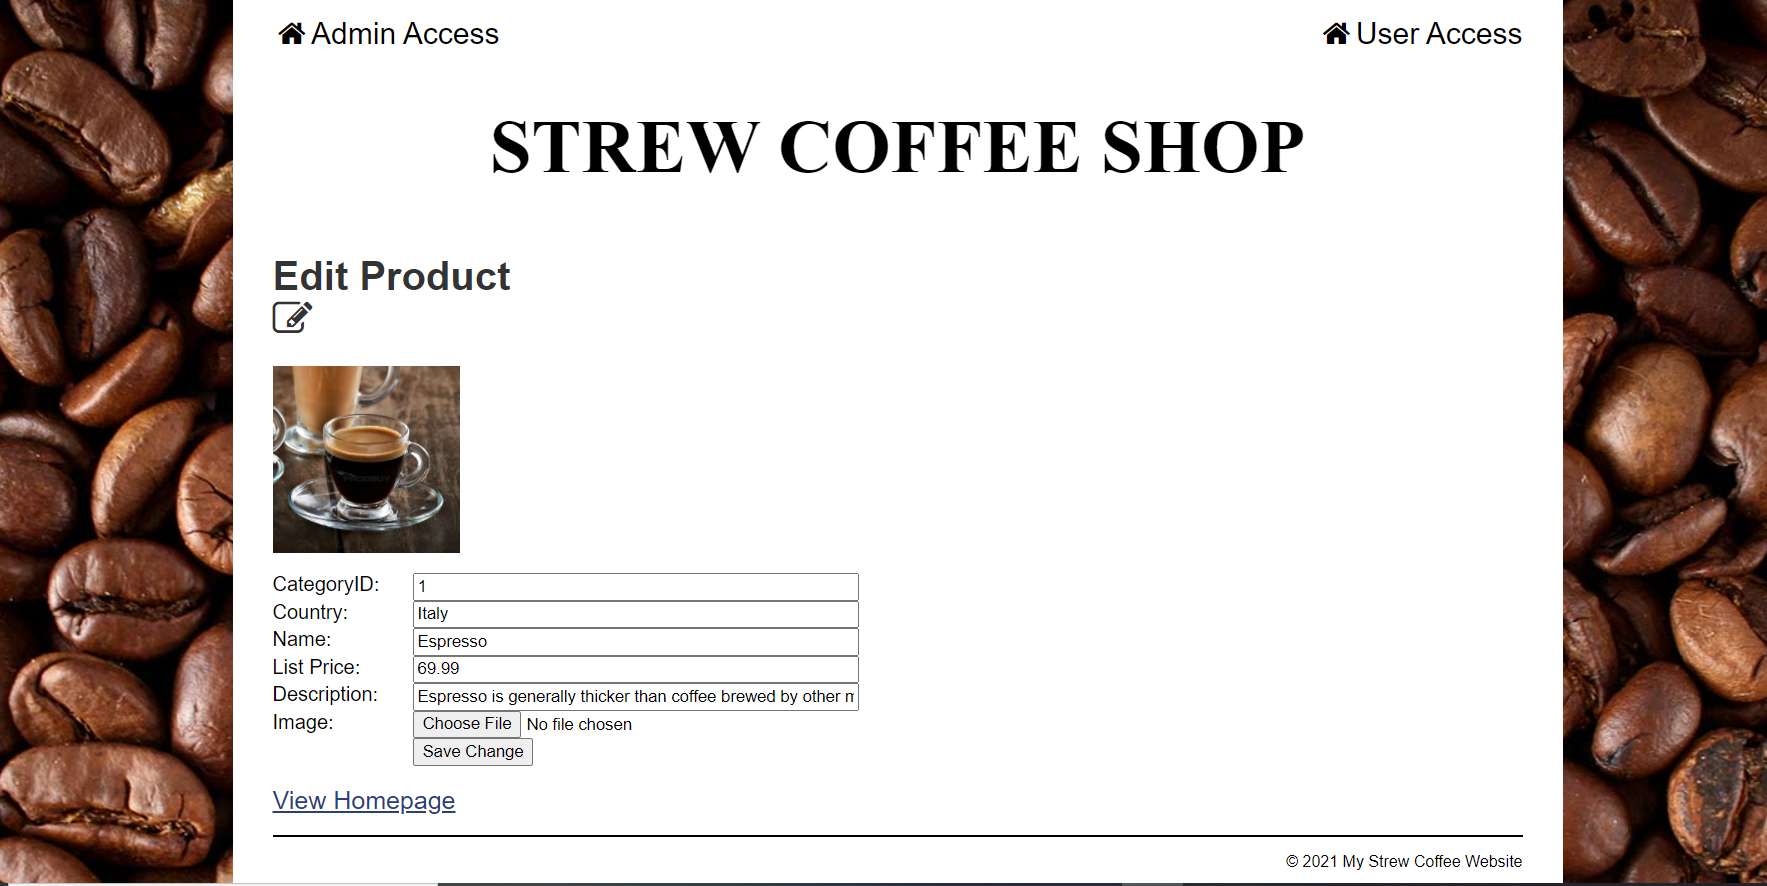 Admin Access User Access
STREW COFFEE SHOP
Edit Product
CategoryID: 1
Country: Italy
Name: Espresso
List Price: 69.99
Description: Espresso is generally thicker than coffee brewed by other
Image: Choose File No file chosen
Save Change
View Homepage
© 2021 My Strew Coffee Website